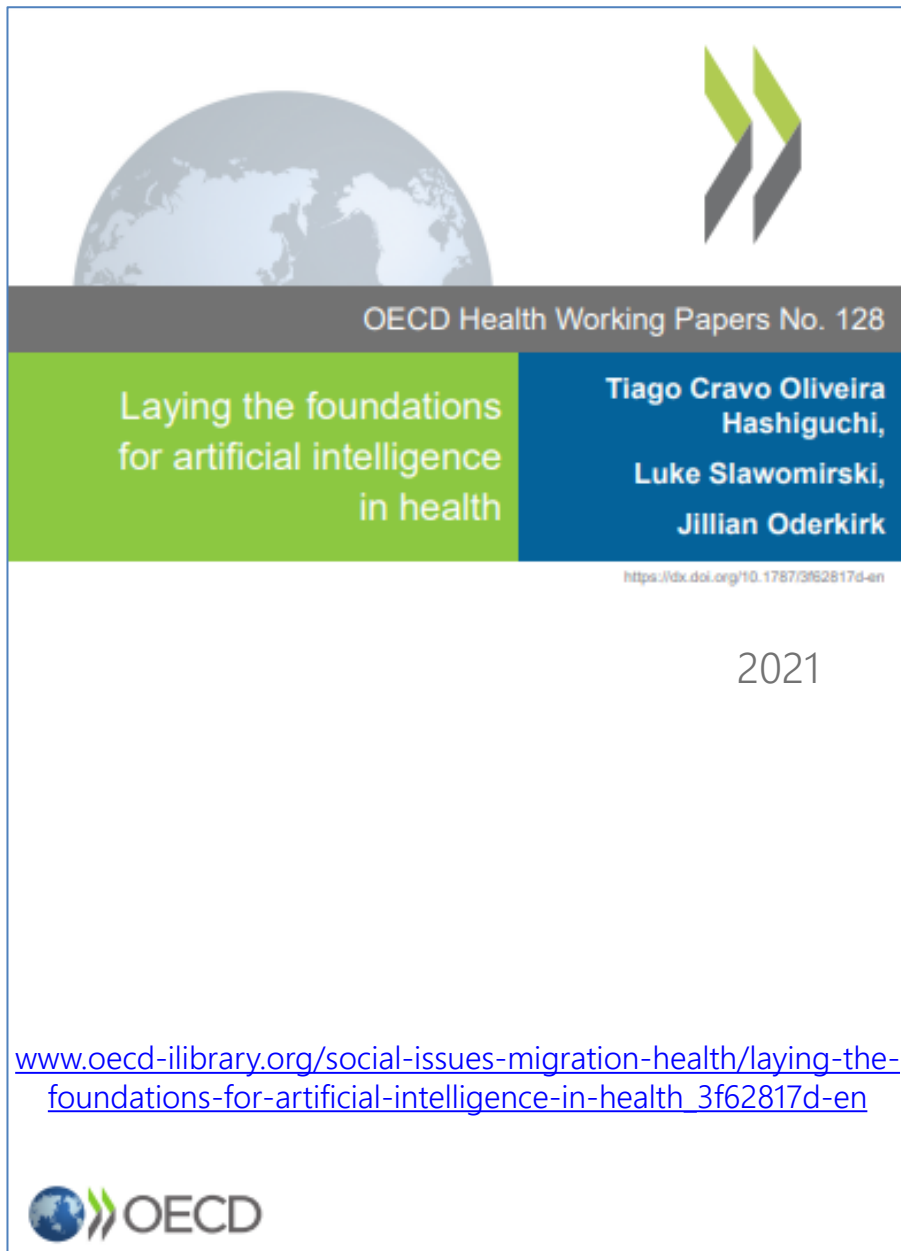 OECD Health Working Papers No. 128
Laying the foundations
for artificial intelligence
in health
Tiago Cravo Oliveira
Hashiguchi,
Luke Slawomirski,
Jillian Oderkirk
https://dx.doi.org/10.1787/3f62817d-en
2021
www.oecd-ilibrary.org/social-issues-migration-health/laying-the-
foundations-for-artificial-intelligence-in-health_3f62817d-en
OECD